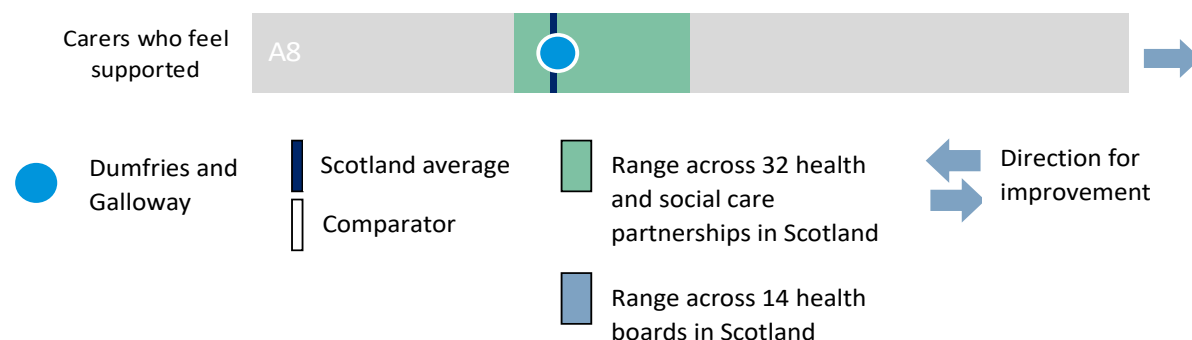 Carers who feel
supported
A8
Dumfries and
Galloway
Scotland average
Comparator
Range across 32 health
and social care
partnerships in Scotland
Range across 14 health
boards in Scotland
Direction for
improvement